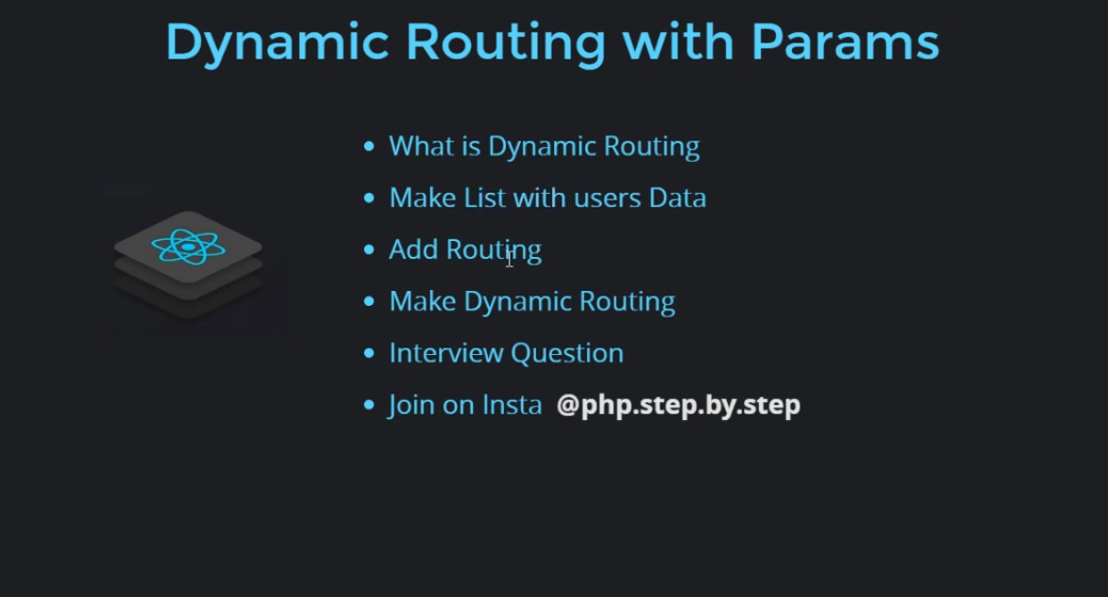 Dynamic Routing with Params
• What is Dynamic Routing
• Make List with users Data
• Add Routing
• Make Dynamic Routing
• Interview Question
• Join on Insta @php.step.by.step